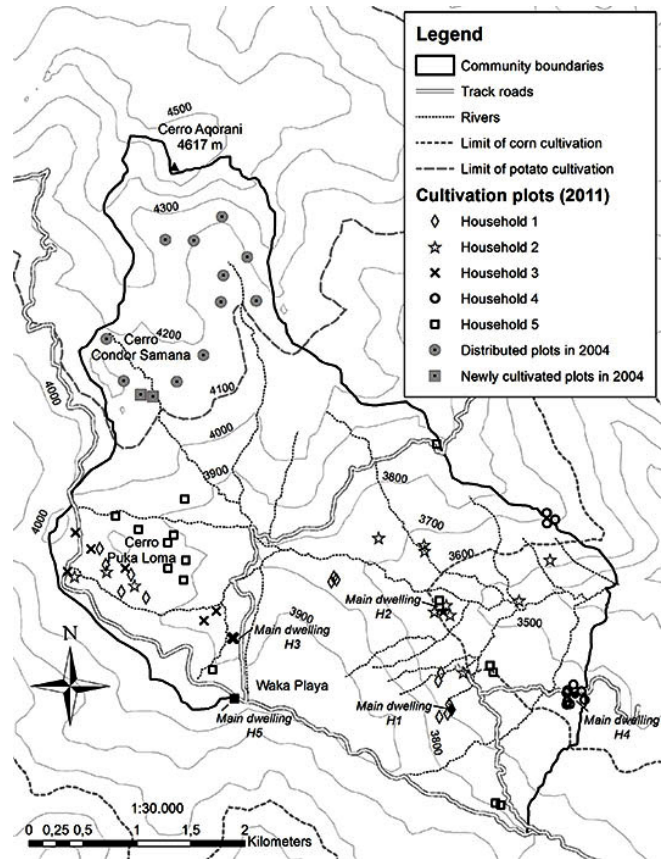 Legend
Community boundaries
Track roads
Rivers
Limit of corn cultivation
Limit of potato cultivation
Cultivation plots (2011)
Household 1
Household 2
Household 3
Household 4
Household 5
Distributed plots in 2004
Newly cultivated plots in 2004
4500
Cerro Aqorani
4617 m
4300
4200
Cerro
Condor Samana
4100
4000
4000
3900
3800
4000
3700
Cerro
Puka Loma
3600
3900
Main dwelling
H2
3500
Main dwelling
H3
N
Waka Playa
Main dwelling
H5
Main dwelling
H1
3800
Main dwelling
H4
1:30.000
0 0,25 0,5 1 1,5 2
Kilometers